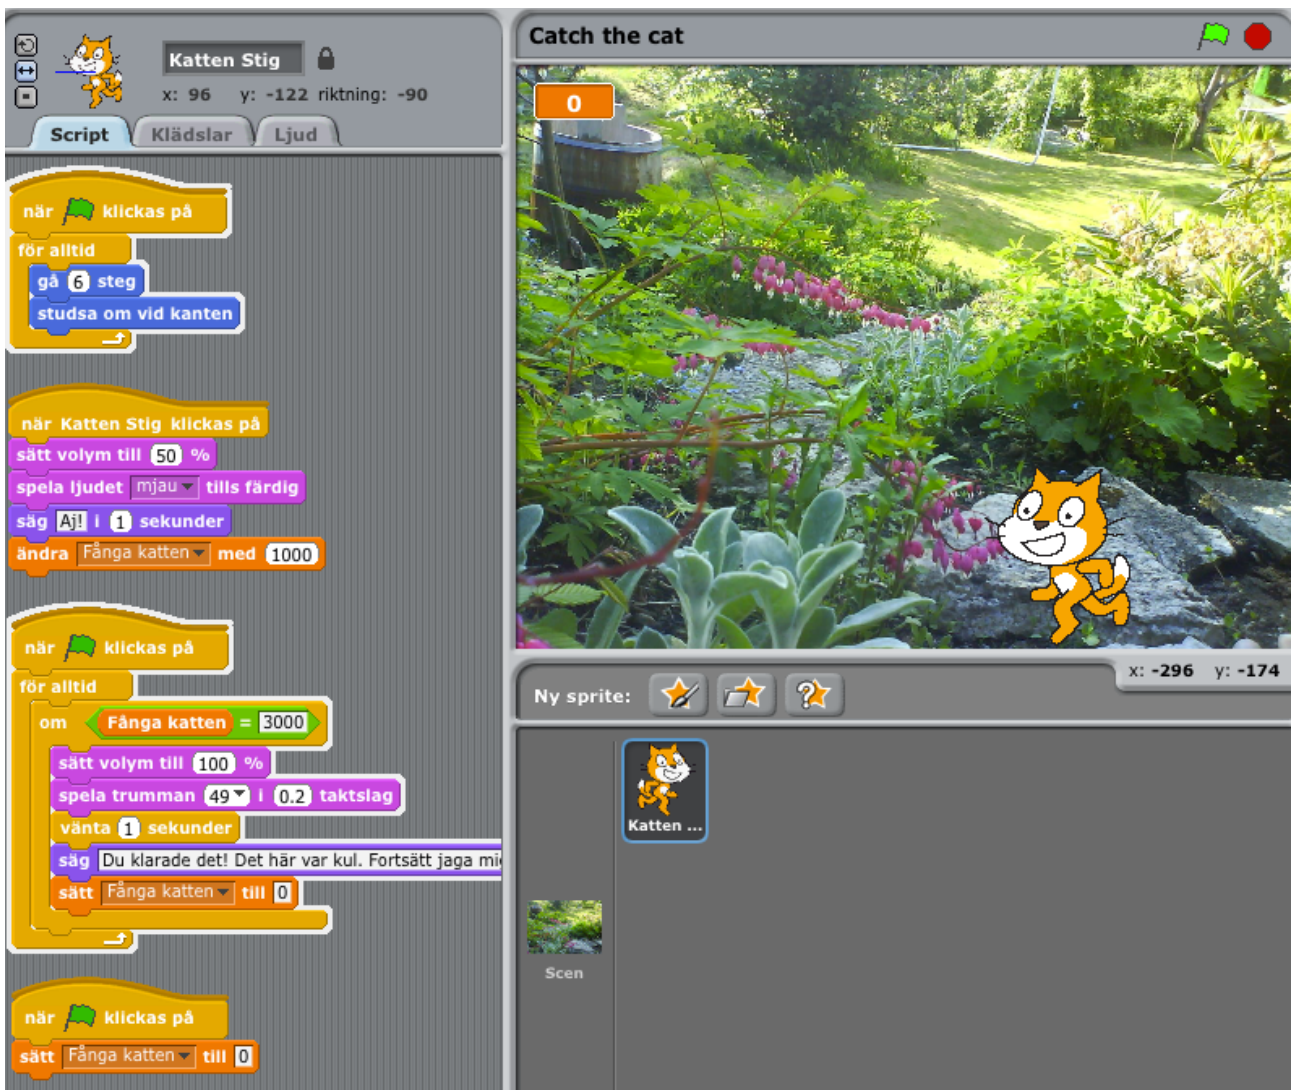 Katten Stig
x: 96 y: -122 riktning: -90
Script Klädslar Ljud
när klickas på
för alltid
gå 6 steg
studsa om vid kanten
när Katten Stig klickas på
sätt volym till 50 %
spela ljudet mjau tills färdig
säg Aj! i 1 sekunder
ändra Fånga katten med 1000
när klickas på
för alltid
om Fånga katten = 3000
sätt volym till 100 %
spela trumman 49 i 0.2 taktslag
vänta 1 sekunder
säg Du klarade det! Det här var kul. Fortsätt jaga
sätt Fånga katten till 0
när klickas på
sätt Fånga katten till 0
Catch the cat
0
x: -296 y: -174
Ny sprite:
Katten ...
Scen